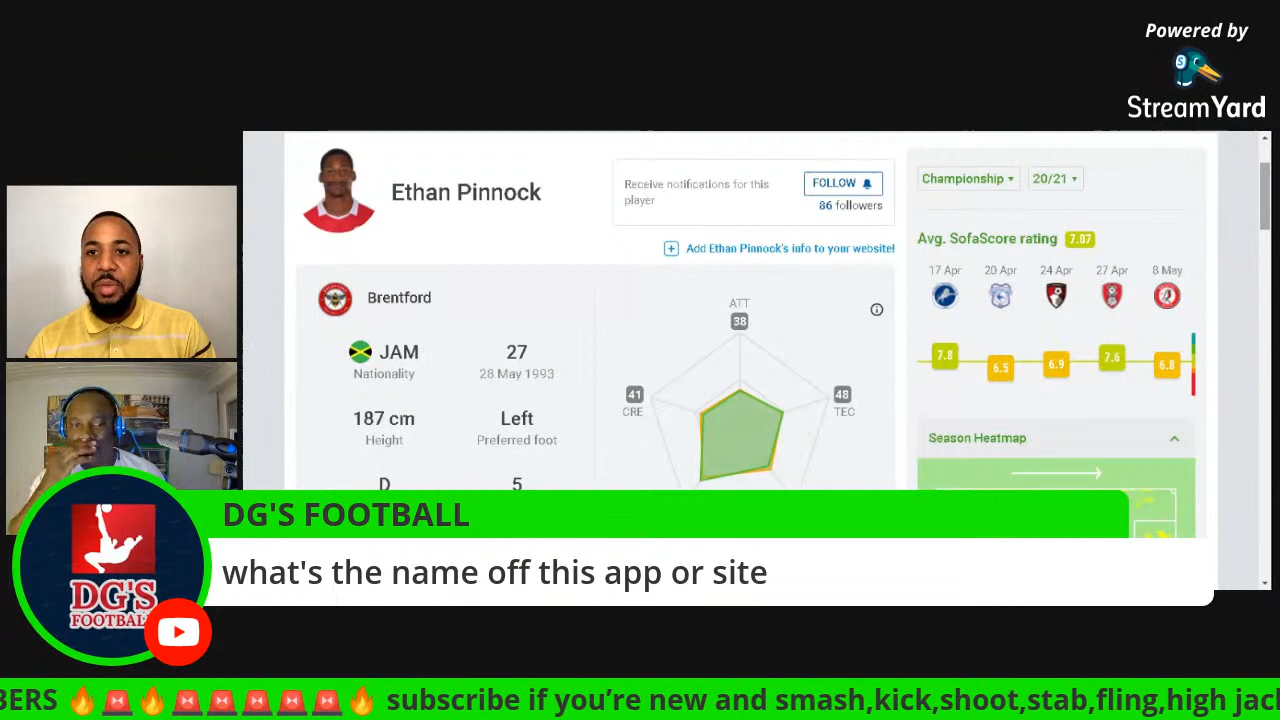 Powered by
StreamYard
Ethan Pinnock
Receive notifications for this
player
FOLLOW
86 followers
+ Add Ethan Pinnock's info to your website!
Championship
20/21
Avg. SofaScore rating 7.07
17 Apr 20 Apr 24 Apr 27 Apr 8 May
7.8 6.5 6.9 7.6 6.8
Season Heatmap
Brentford
JAM
Nationality
27
28 May 1993
187 cm
Height
Left
Preferred foot
D
5
ATT
38
41
CRE
48
TEC
DG'S FOOTBALL
what's the name off this app or site
DG'S
FOOTBALL
BERS 🔥🚨🔥🚨🚨🚨🚨🚨🔥 subscribe if you're new and smash,kick,shoot,stab,fling,high jack